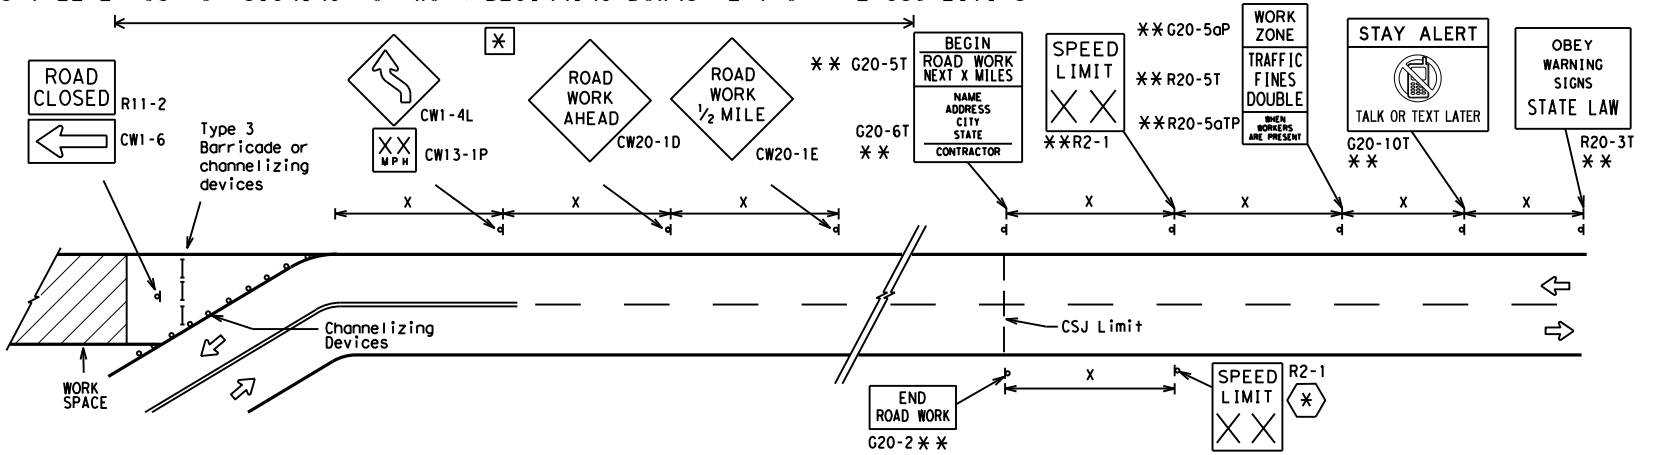 ROAD
CLOSED
R11-2
CW1-6
Type 3
Barricade or
channelizing
devices
CW1-4L
XX
MPH
CW13-1P
*
ROAD
WORK
AHEAD
CW20-1D
ROAD
WORK
1/2 MILE
CW20-1E
** G20-5T
BEGIN
ROAD WORK
NEXT X MILES
NAME
ADDRESS
CITY
STATE
CONTRACTOR
G20-6T
**
SPEED
LIMIT
XX
**R2-1
**G20-5aP
WORK
ZONE
**R20-5T
TRAFFIC
FINES
DOUBLE
**R20-5aTP
WHEN
WORKERS
ARE PRESENT
STAY ALERT
TALK OR TEXT LATER
G20-10T
**
OBEY
WARNING
SIGNS
STATE LAW
R20-3T
**
X
X
X
X
X
X
X
Channelizing
Devices
CSJ Limit
WORK
SPACE
END
ROAD WORK
G20-2 **
X
SPEED
LIMIT
XX
R2-1
*